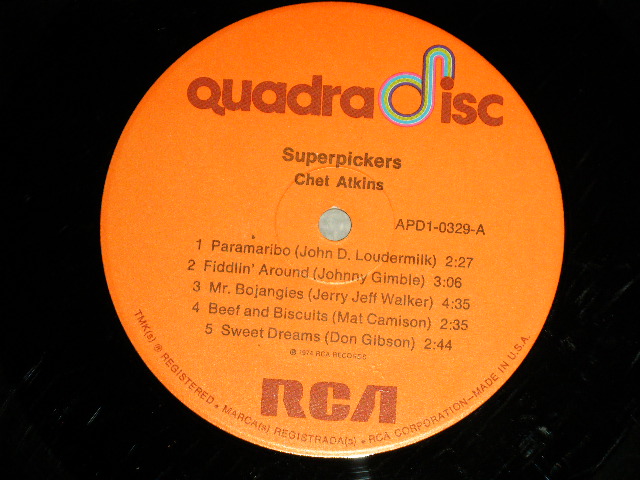 quadradisc
Superpickers
Chet Atkins
APD1-0329-A
1 Paramaribo (John D. Loudermilk) 2:27
2 Fiddlin' Around (Johnny Gimble) 3:06
3 Mr. Bojangies (Jerry Jeff Walker) 4:35
4 Beef and Biscuits (Mat Camison) 2:35
5 Sweet Dreams (Don Gibson) 2:44
℗ 1974 RCA RECORDS
RCA
TMK(s) ® REGISTERED • MARCA(s) REGISTRADA(s) • RCA CORPORATION—MADE IN U.S.A.